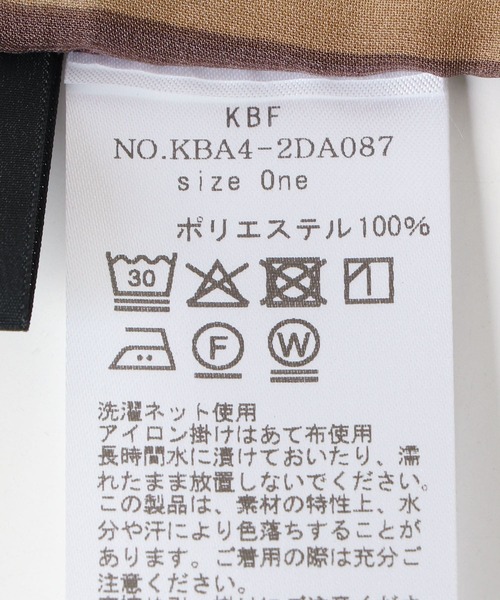 KBF
NO.KBA4-2DA087
size One
ポリエステル100%
30
F W
洗濯ネット使用
アイロン掛けはあて布使用
長時間水に漬けておいたり、濡
れたまま放置しないでください。
この製品は、素材の特性上、水
分や汗により色落ちすることが
あります。ご着用の際は充分ご
注意ください。